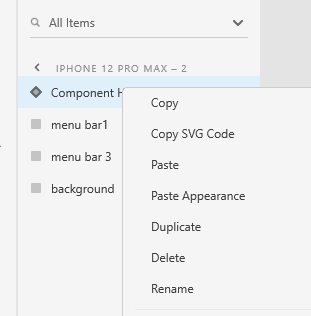 All Items
IPHONE 12 PRO MAX – 2
Component
Copy
menu bar1
Copy SVG Code
menu bar 3
Paste
background
Paste Appearance
Duplicate
Delete
Rename